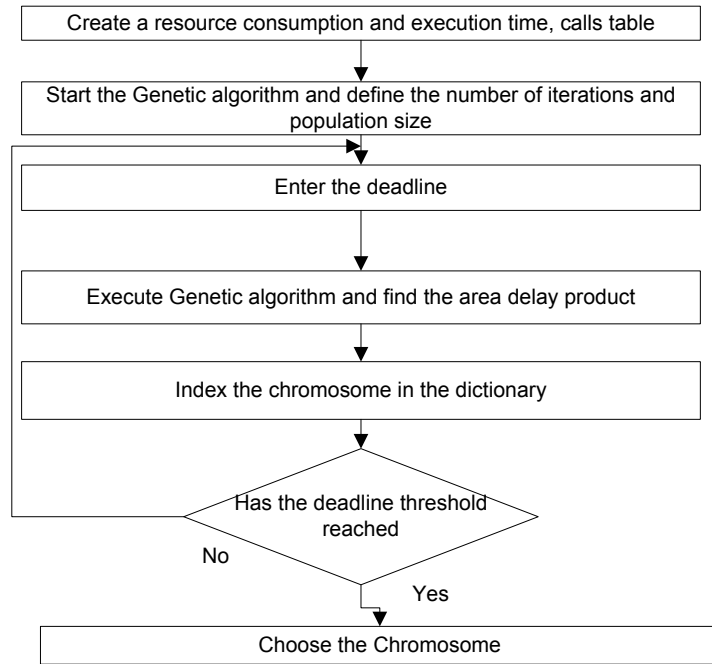 Create a resource consumption and execution time, calls table
Start the Genetic algorithm and define the number of iterations and
population size
Enter the deadline
Execute Genetic algorithm and find the area delay product
Index the chromosome in the dictionary
Has the deadline threshold
reached
No
Yes
Choose the Chromosome